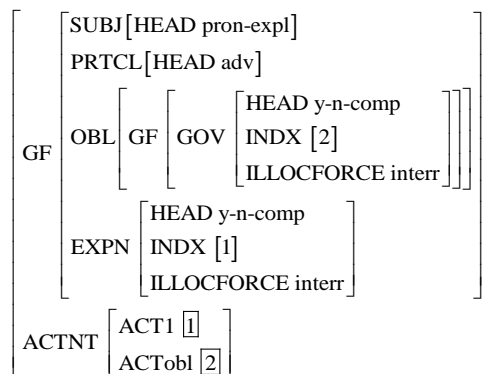 SUBJ[HEAD pron-expl]
PRTCL[HEAD adv]
HEAD y-n-comp
GF OBL GF GOV INDX [2]
ILLOCFORCE interr
HEAD y-n-comp
EXPN INDX [1]
ILLOCFORCE interr
ACTNT ACT1 1
ACTobl 2